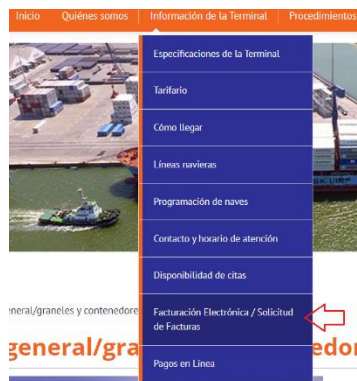 Inicio Quiénes somos Información de la Terminal Procedimientos
Especificaciones de la Terminal
Tarifario
Cómo llegar
Líneas navieras
Programación de naves
Contacto y horario de atención
Disponibilidad de citas
Facturación Electrónica / Solicitud
de Facturas
Pagos en Línea
eneral/graneles y contenedore
general/gra
edor